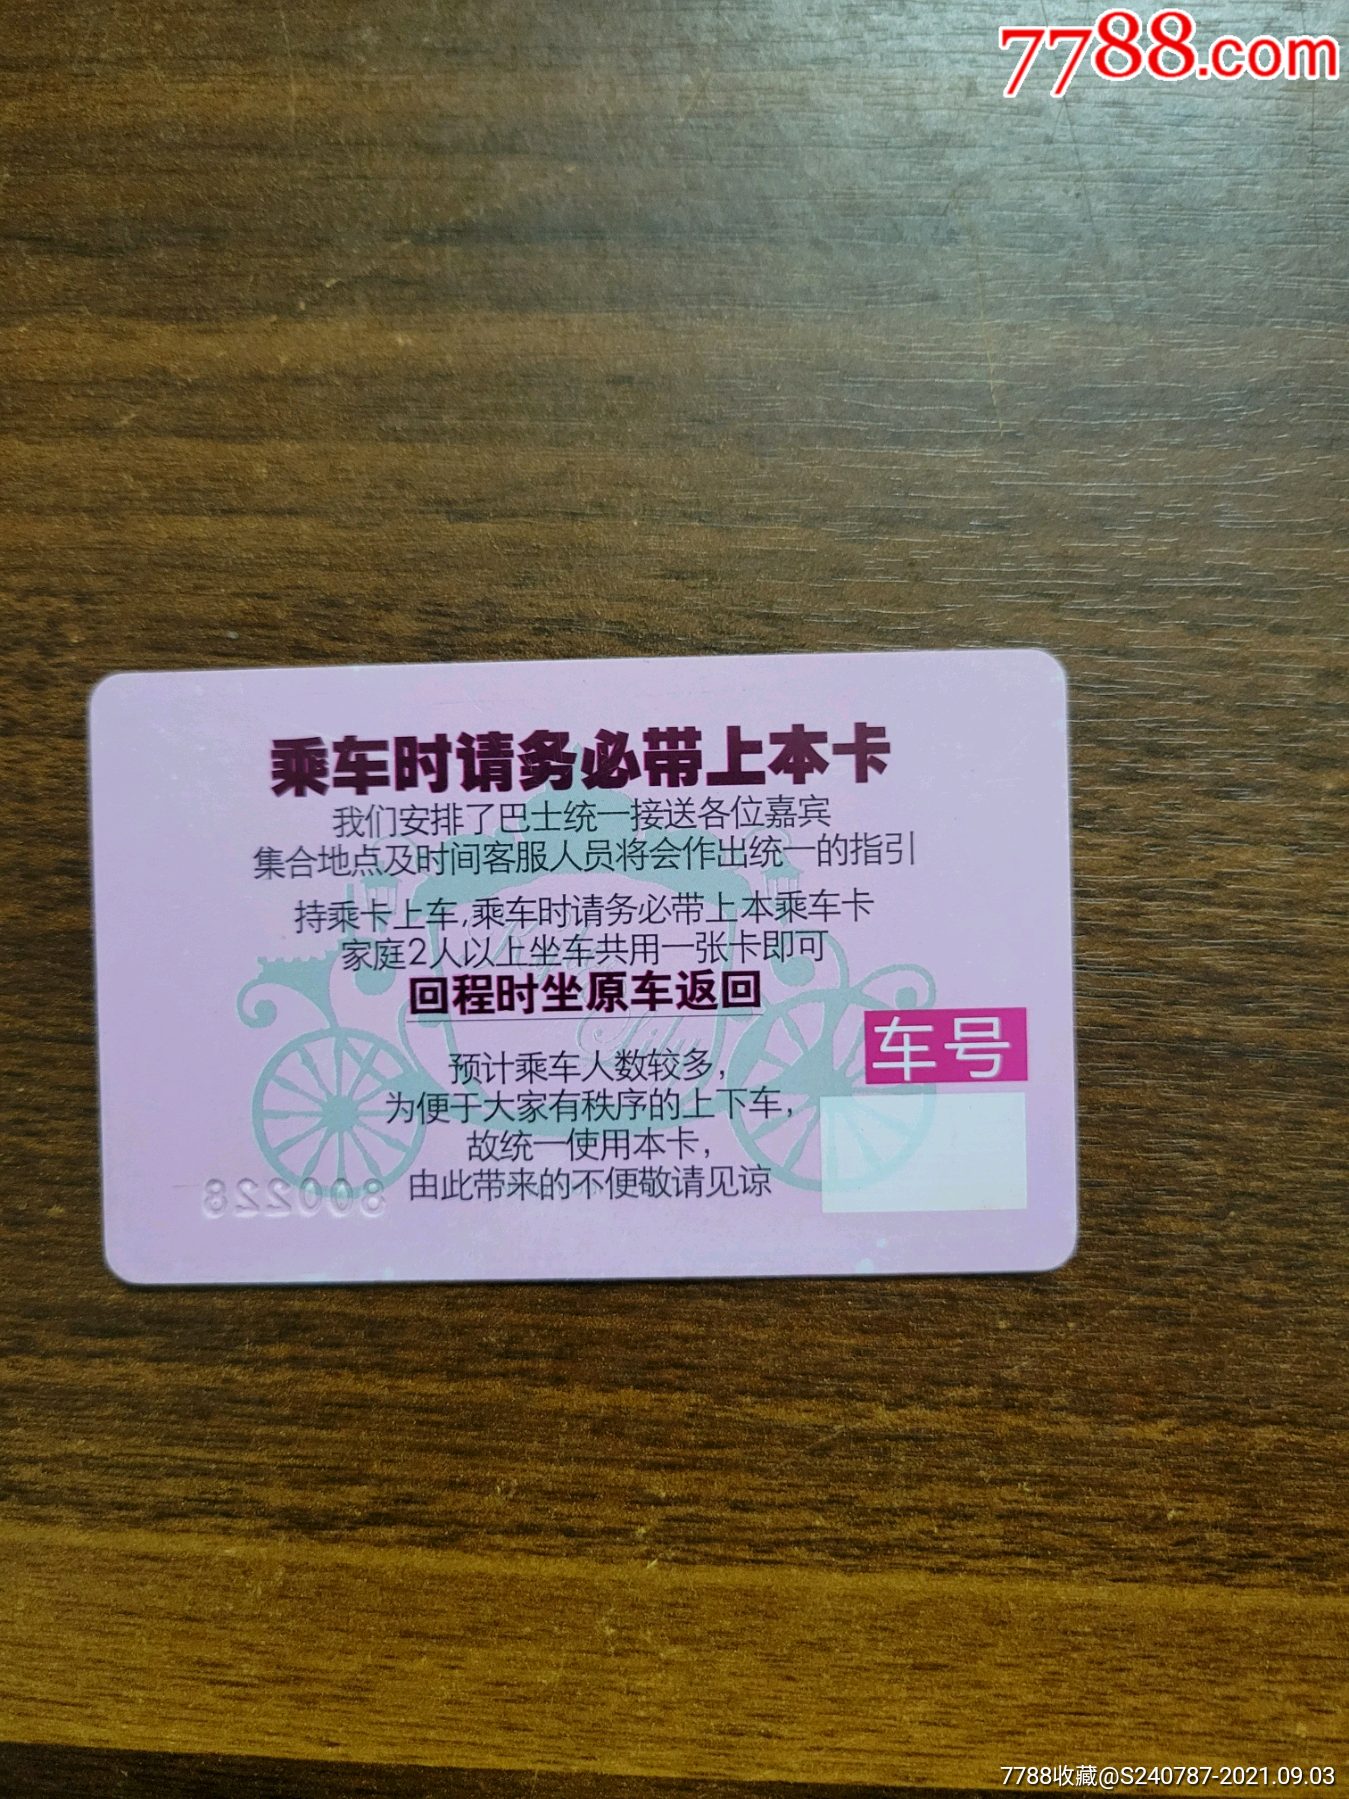 7788.com
乘车时请务必带上本卡
我们安排了巴士统一接送各位嘉宾
集合地点及时间客服人员将会作出统一的指引
持乘卡上车,乘车时请务必带上本乘车卡
家庭2人以上坐车共用一张卡即可
回程时坐原车返回
车号
预计乘车人数较多，
为便于大家有秩序的上下车，
故统一使用本卡，
由此带来的不便敬请见谅
800228
7788收藏@S240787-2021.09.03